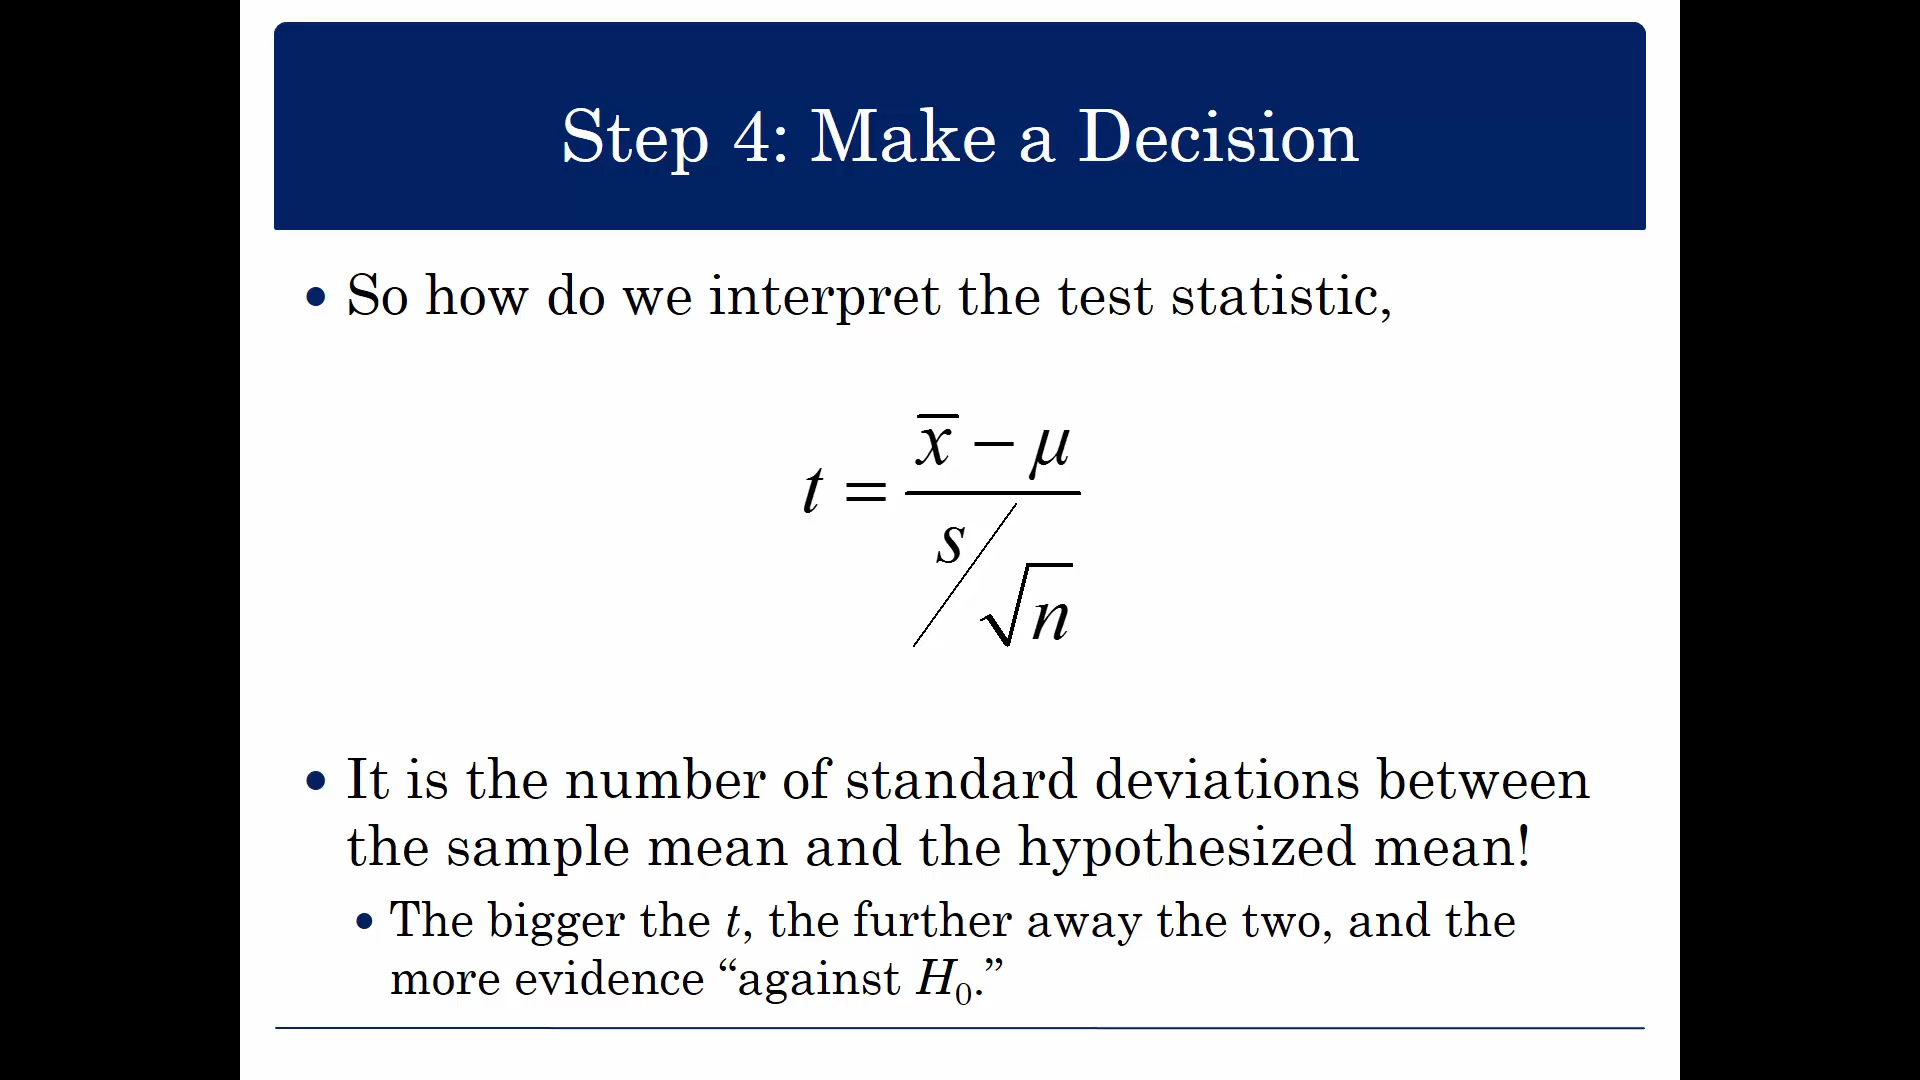 Step 4: Make a Decision
• So how do we interpret the test statistic,
t = (x̄ − μ) / (s/√n)
• It is the number of standard deviations between
the sample mean and the hypothesized mean!
• The bigger the t, the further away the two, and the
more evidence “against H₀.”